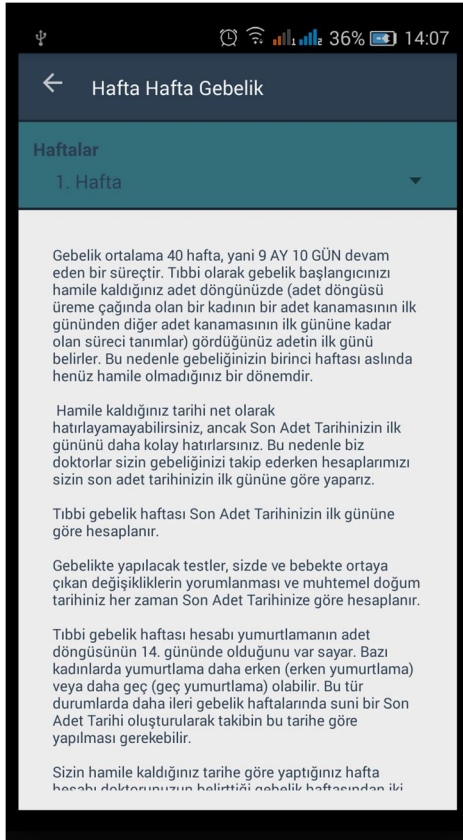 36% 14:07
Hafta Hafta Gebelik
Haftalar
1. Hafta
Gebelik ortalama 40 hafta, yani 9 AY 10 GÜN devam
eden bir süreçtir. Tıbbi olarak gebelik başlangıcınızı
hamile kaldığınız adet döngünüzde (adet döngüsü
üreme çağında olan bir kadının bir adet kanamasının ilk
gününden diğer adet kanamasının ilk gününe kadar
olan süreci tanımlar) gördüğünüz adetin ilk günü
belirler. Bu nedenle gebeliğinizin birinci haftası aslında
henüz hamile olmadığınız bir dönemdir.
Hamile kaldığınız tarihi net olarak
hatırlayamayabilirsiniz, ancak Son Adet Tarihinizin ilk
gününü daha kolay hatırlarsınız. Bu nedenle biz
doktorlar sizin gebeliğinizi takip ederken hesaplarımızı
sizin son adet tarihinizin ilk gününe göre yaparız.
Tıbbi gebelik haftası Son Adet Tarihinizin ilk gününe
göre hesaplanır.
Gebelikte yapılacak testler, sizde ve bebekte ortaya
çıkan değişikliklerin yorumlanması ve muhtemel doğum
tarihiniz her zaman Son Adet Tarihinize göre hesaplanır.
Tıbbi gebelik haftası hesabı yumurtlamanın adet
döngüsünün 14. gününde olduğunu var sayar. Bazı
kadınlarda yumurtlama daha erken (erken yumurtlama)
veya daha geç (geç yumurtlama) olabilir. Bu tür
durumlarda daha ileri gebelik haftalarında suni bir Son
Adet Tarihi oluşturularak takibin bu tarihe göre
yapılması gerekebilir.
Sizin hamile kaldığınız tarihe göre yaptığınız hafta
hesabı doktorunuzun belirttiği gebelik haftasından iki